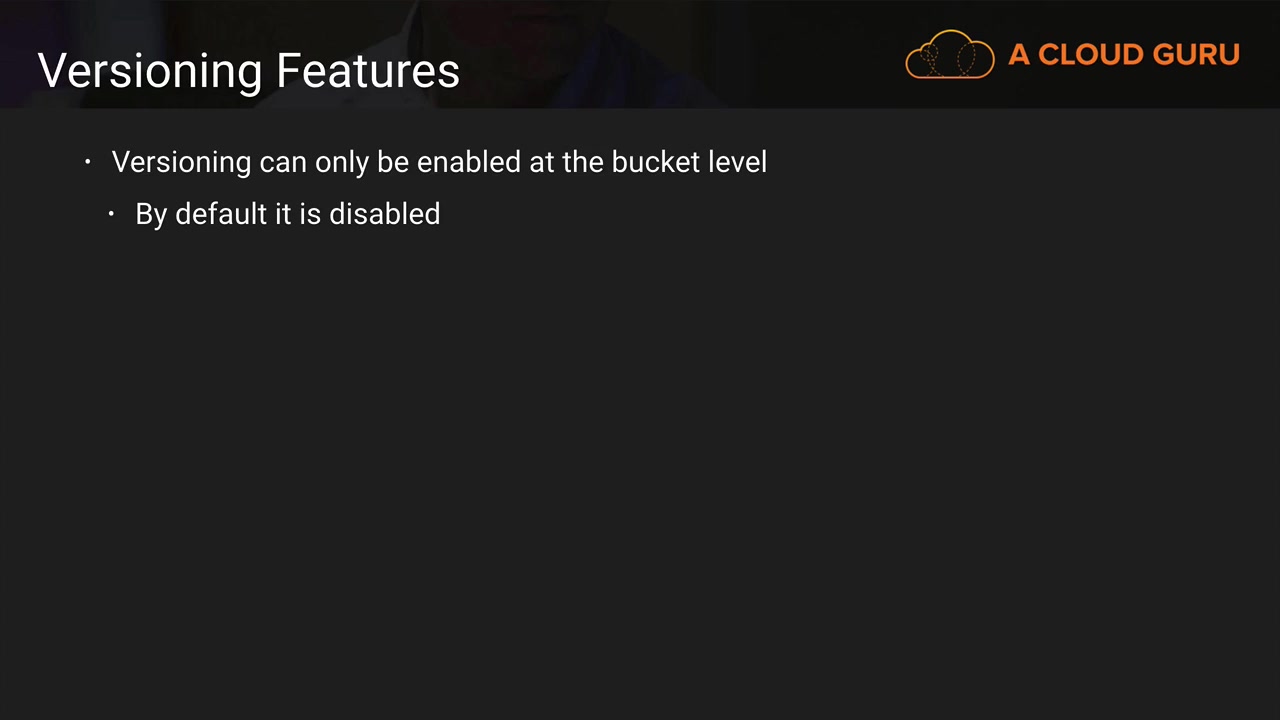 Versioning Features
A CLOUD GURU
• Versioning can only be enabled at the bucket level
• By default it is disabled